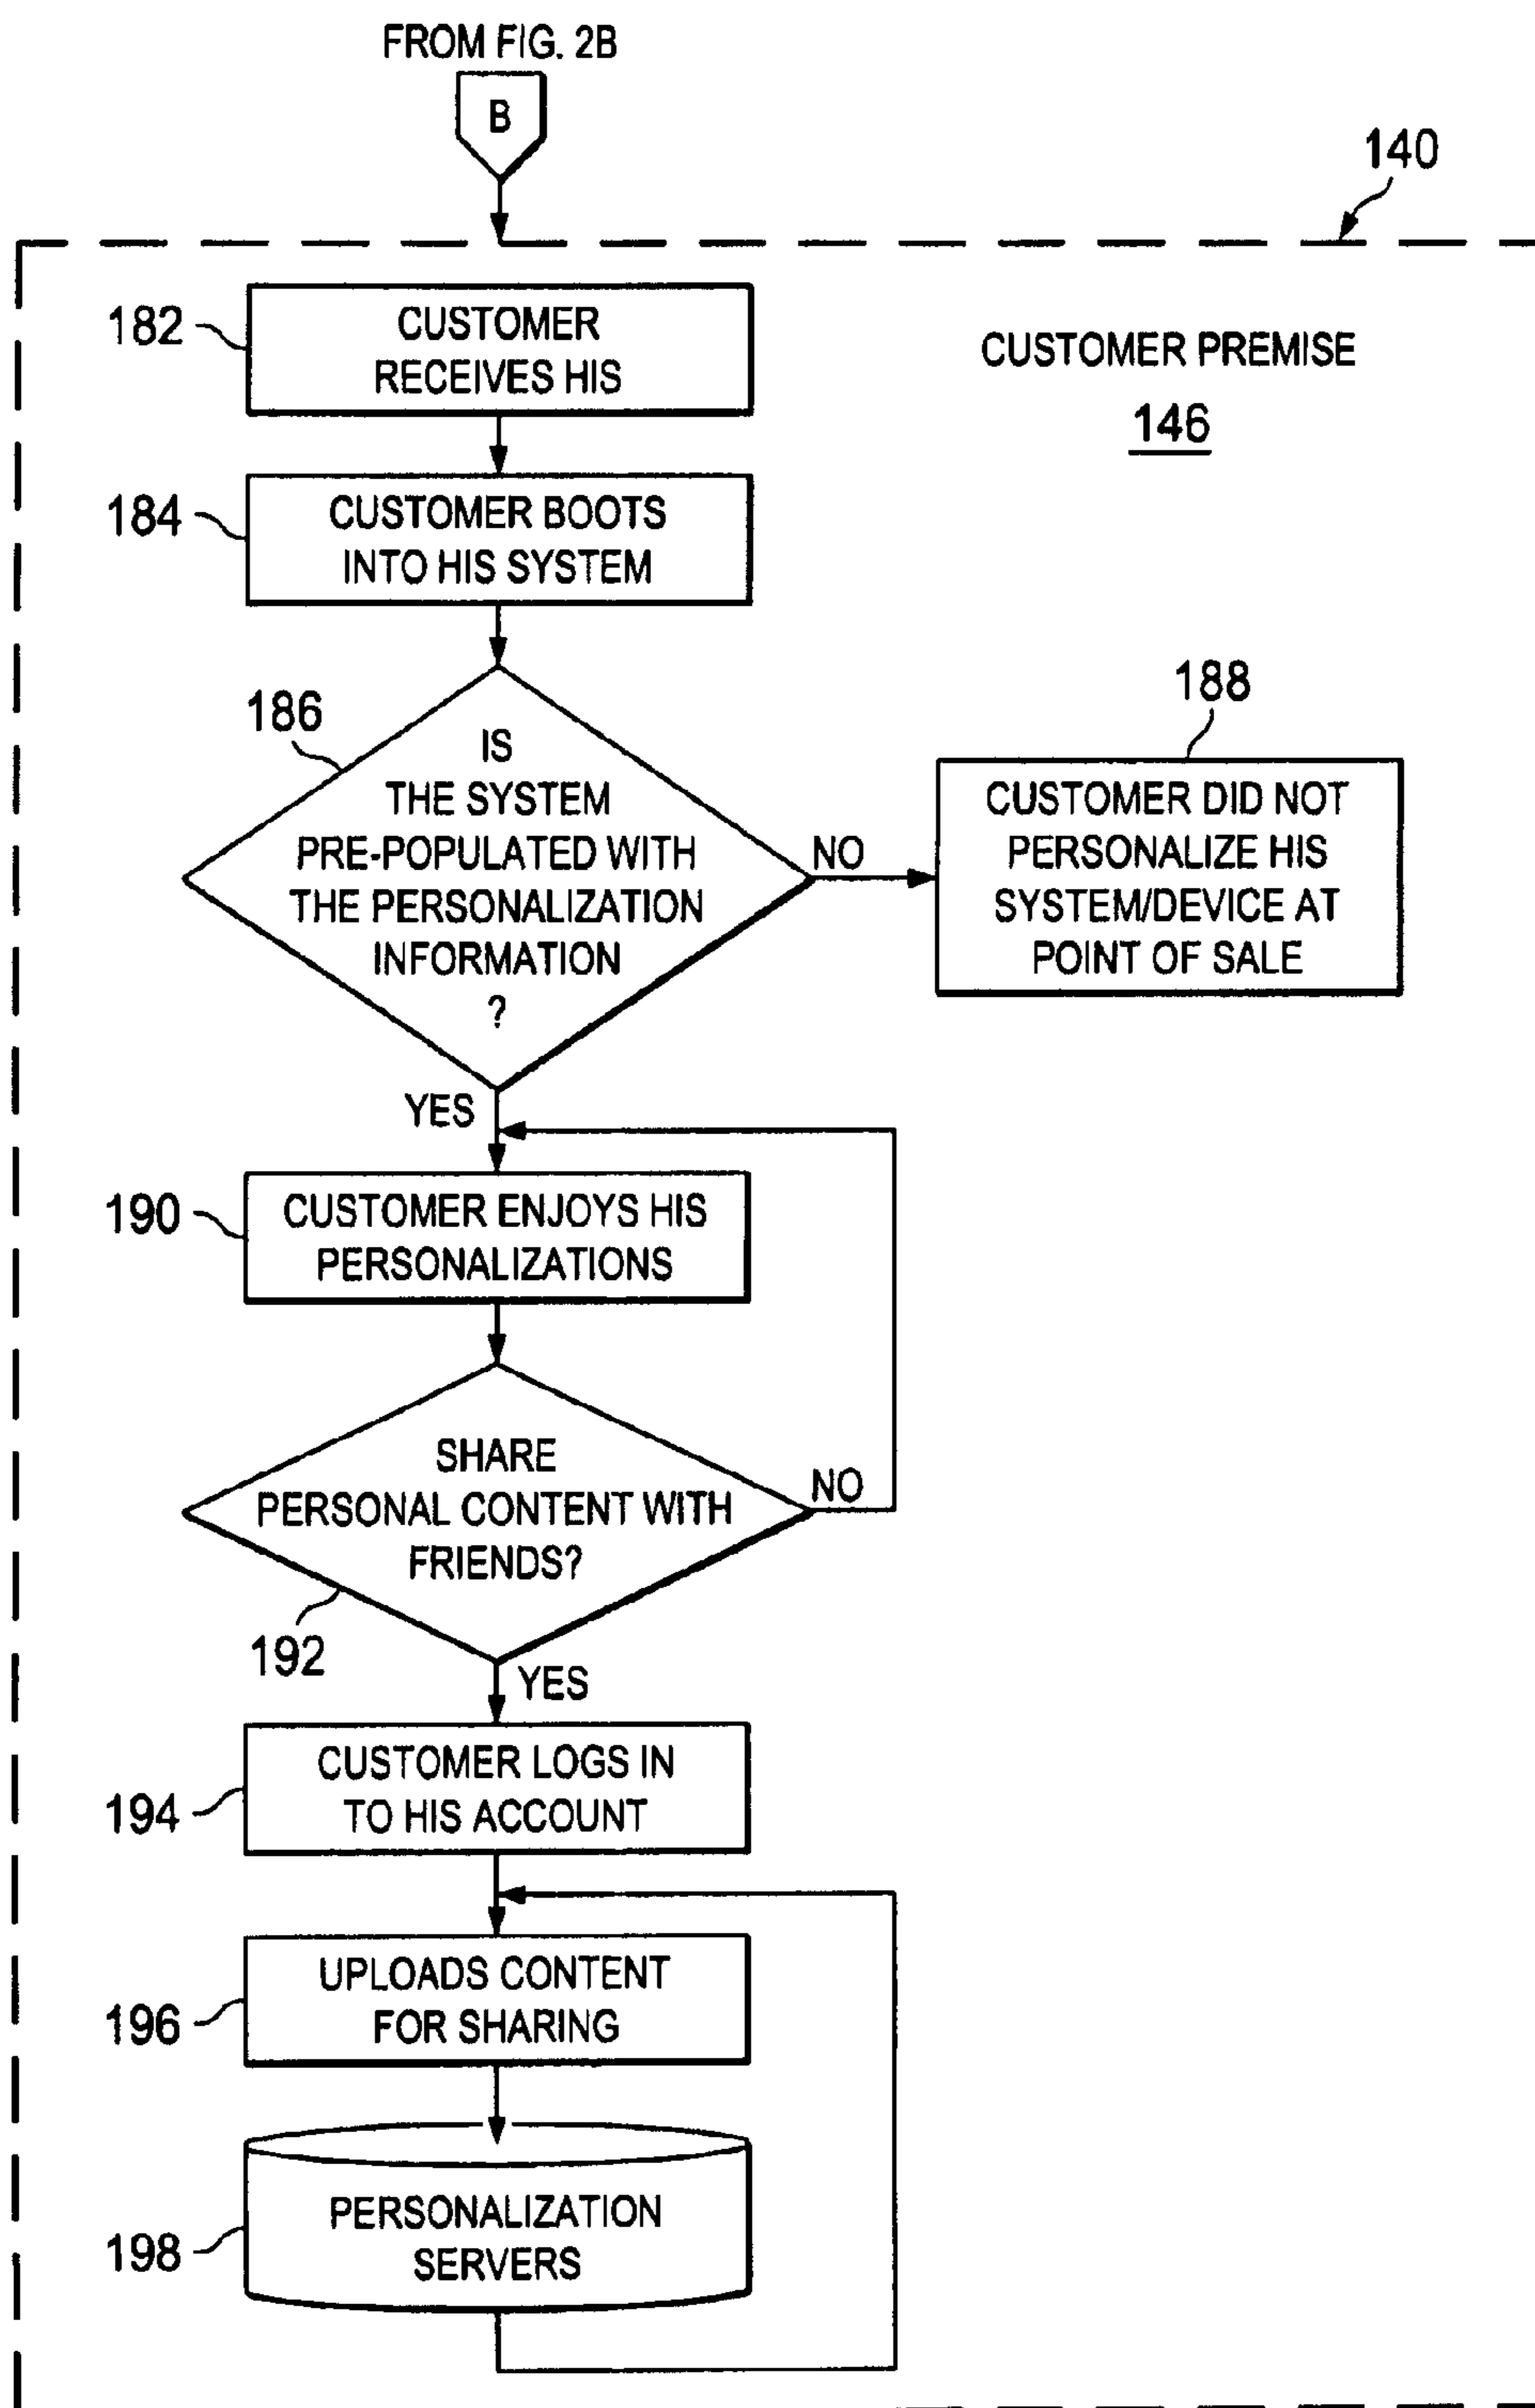 FROM FIG. 2B
B
140
182
CUSTOMER
RECEIVES HIS
CUSTOMER PREMISE
146
184
CUSTOMER BOOTS
INTO HIS SYSTEM
186
IS
THE SYSTEM
PRE-POPULATED WITH
THE PERSONALIZATION
INFORMATION
?
NO
188
CUSTOMER DID NOT
PERSONALIZE HIS
SYSTEM/DEVICE AT
POINT OF SALE
YES
190
CUSTOMER ENJOYS HIS
PERSONALIZATIONS
SHARE
PERSONAL CONTENT WITH
FRIENDS?
NO
192
YES
194
CUSTOMER LOGS IN
TO HIS ACCOUNT
196
UPLOADS CONTENT
FOR SHARING
198
PERSONALIZATION
SERVERS